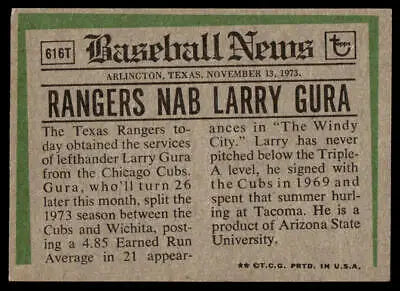 616T
Baseball News
Topps
ARLINGTON, TEXAS, NOVEMBER 13, 1973.
RANGERS NAB LARRY GURA
The Texas Rangers to-
day obtained the services
of lefthander Larry Gura
from the Chicago Cubs.
Gura, who'll turn 26
later this month, split the
1973 season between the
Cubs and Wichita, posting
a 4.85 Earned Run
Average in 21 appear-
ances in "The Windy
City." Larry has never
pitched below the Triple-
A level, he signed with
the Cubs in 1969 and
spent that summer hurl-
ing at Tacoma. He is a
product of Arizona State
University.
** ©T.C.G. PRTD. IN U.S.A.